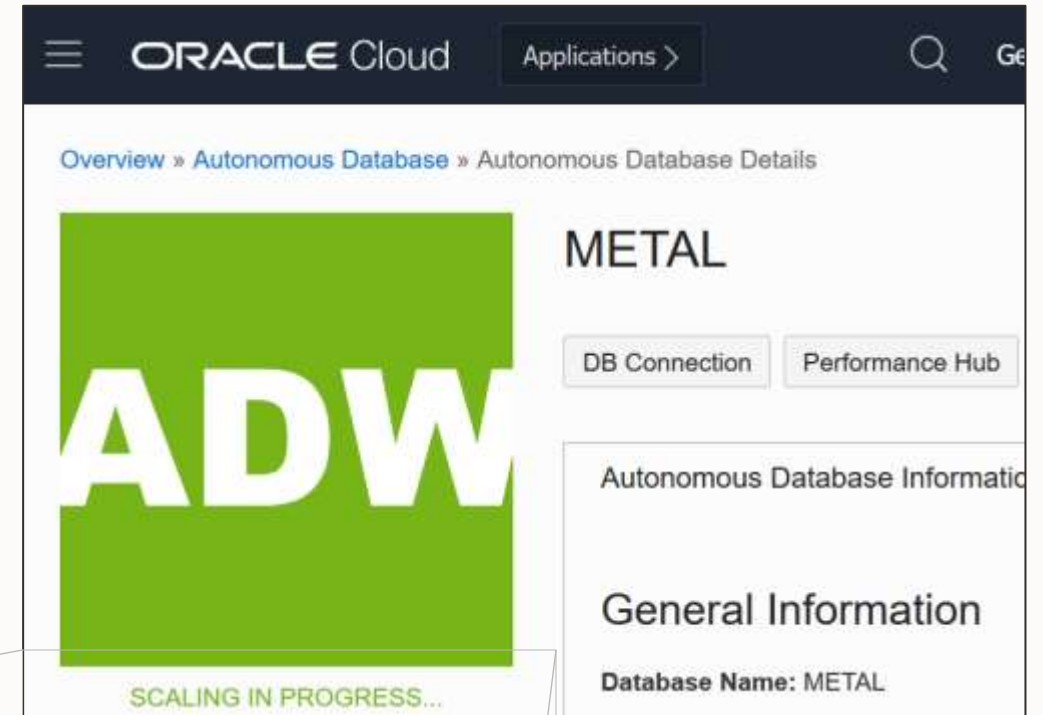 ORACLE Cloud Applications >
Overview » Autonomous Database » Autonomous Database Details
ADW
SCALING IN PROGRESS...
METAL
DB Connection Performance Hub
Autonomous Database Informatio
General Information
Database Name: METAL